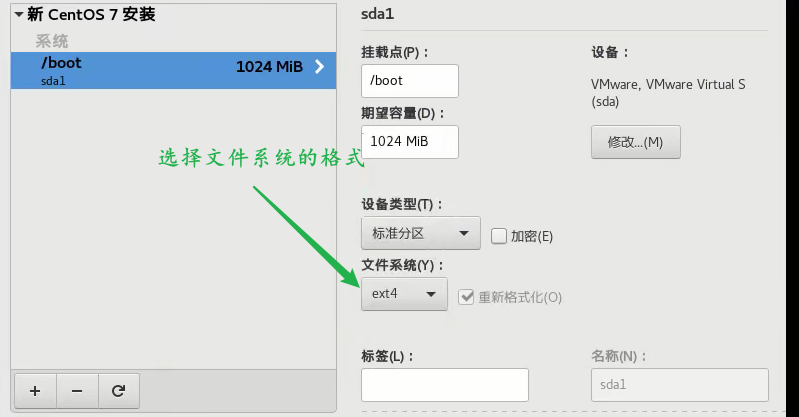 新 CentOS 7 安装
系统
/boot
1024 MiB
sda1
sda1
挂载点(P)：
/boot
期望容量(D)：
1024 MiB
设备：
VMware, VMware Virtual S
(sda)
修改...(M)
选择文件系统的格式
设备类型(T)：
标准分区
加密(E)
文件系统(Y)：
ext4
重新格式化(O)
标签(L)：
名称(N)：
sda1